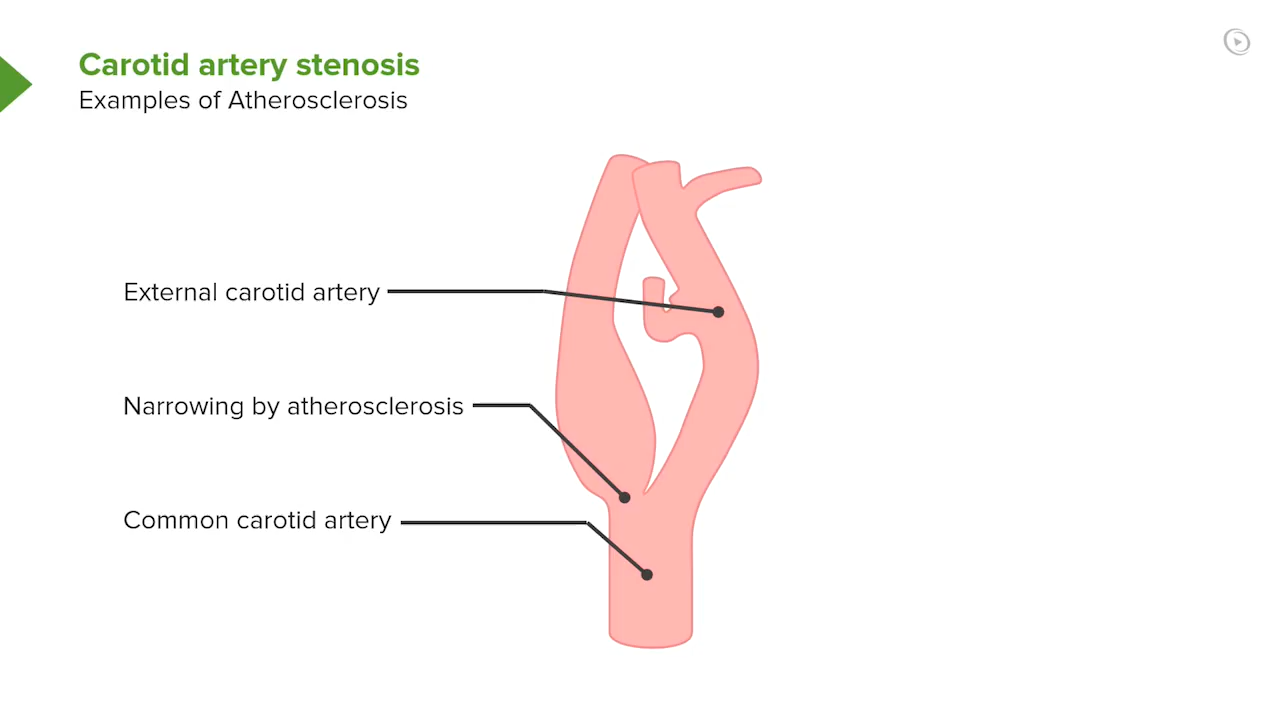 Carotid artery stenosis
Examples of Atherosclerosis
External carotid artery
Narrowing by atherosclerosis
Common carotid artery